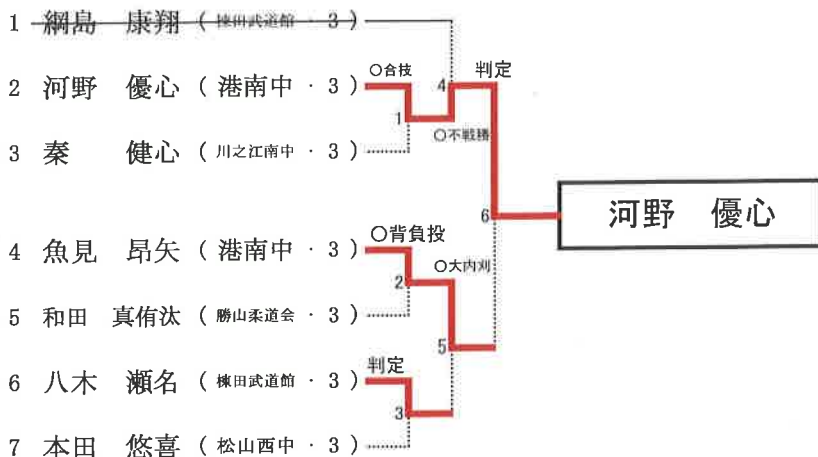 1 綱島 康翔 ( 棟田武道館 · 3 )
2 河野 優心 ( 港南中 · 3 ) ○合技 4 判定
1
3 秦 健心 ( 川之江南中 · 3 ) ○不戦勝
6 河野 優心
4 魚見 昂矢 ( 港南中 · 3 ) ○背負投
2 ○大内刈
5 和田 真侑汰 ( 勝山柔道会 · 3 )
5
6 八木 瀬名 ( 棟田武道館 · 3 ) 判定
3
7 本田 悠喜 ( 松山西中 · 3 )